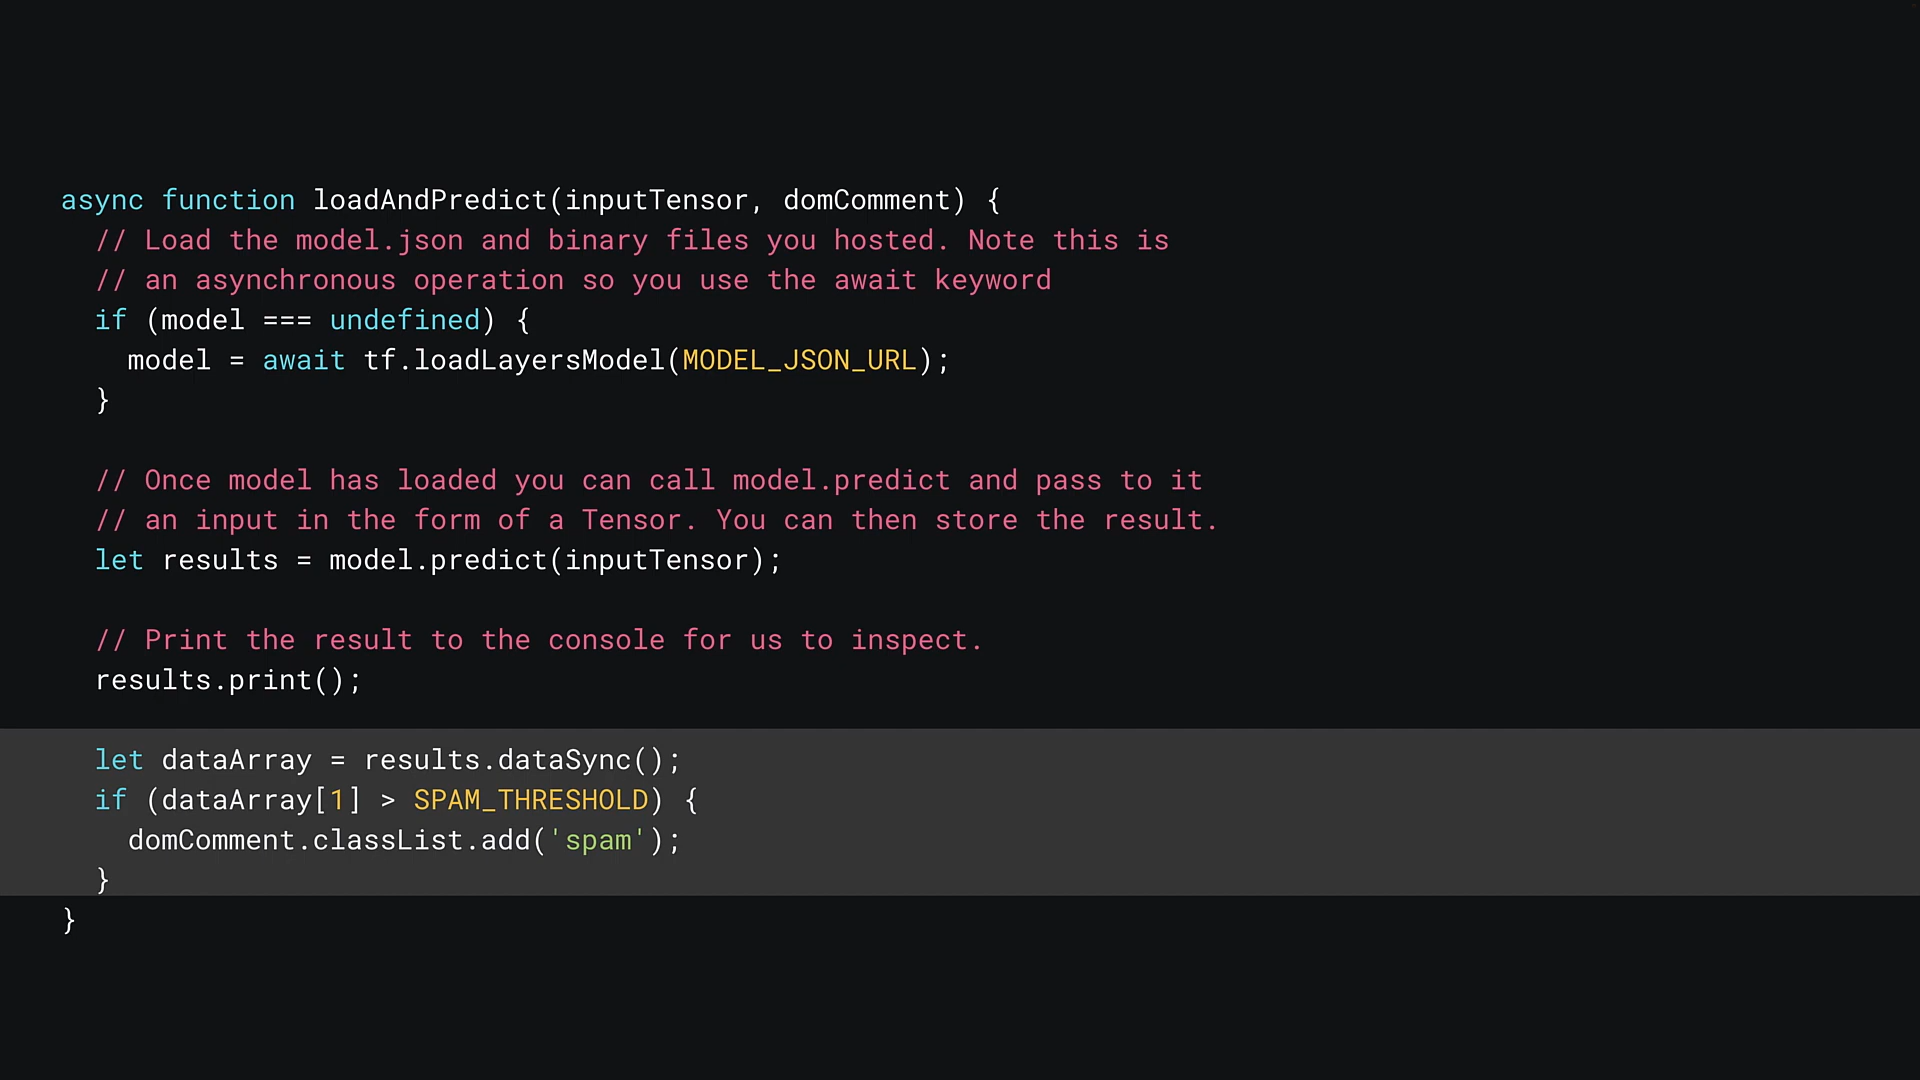 async function loadAndPredict(inputTensor, domComment) {
  // Load the model.json and binary files you hosted. Note this is
  // an asynchronous operation so you use the await keyword
  if (model === undefined) {
    model = await tf.loadLayersModel(MODEL_JSON_URL);
  }

  // Once model has loaded you can call model.predict and pass to it
  // an input in the form of a Tensor. You can then store the result.
  let results = model.predict(inputTensor);

  // Print the result to the console for us to inspect.
  results.print();

  let dataArray = results.dataSync();
  if (dataArray[1] > SPAM_THRESHOLD) {
    domComment.classList.add('spam');
  }
}